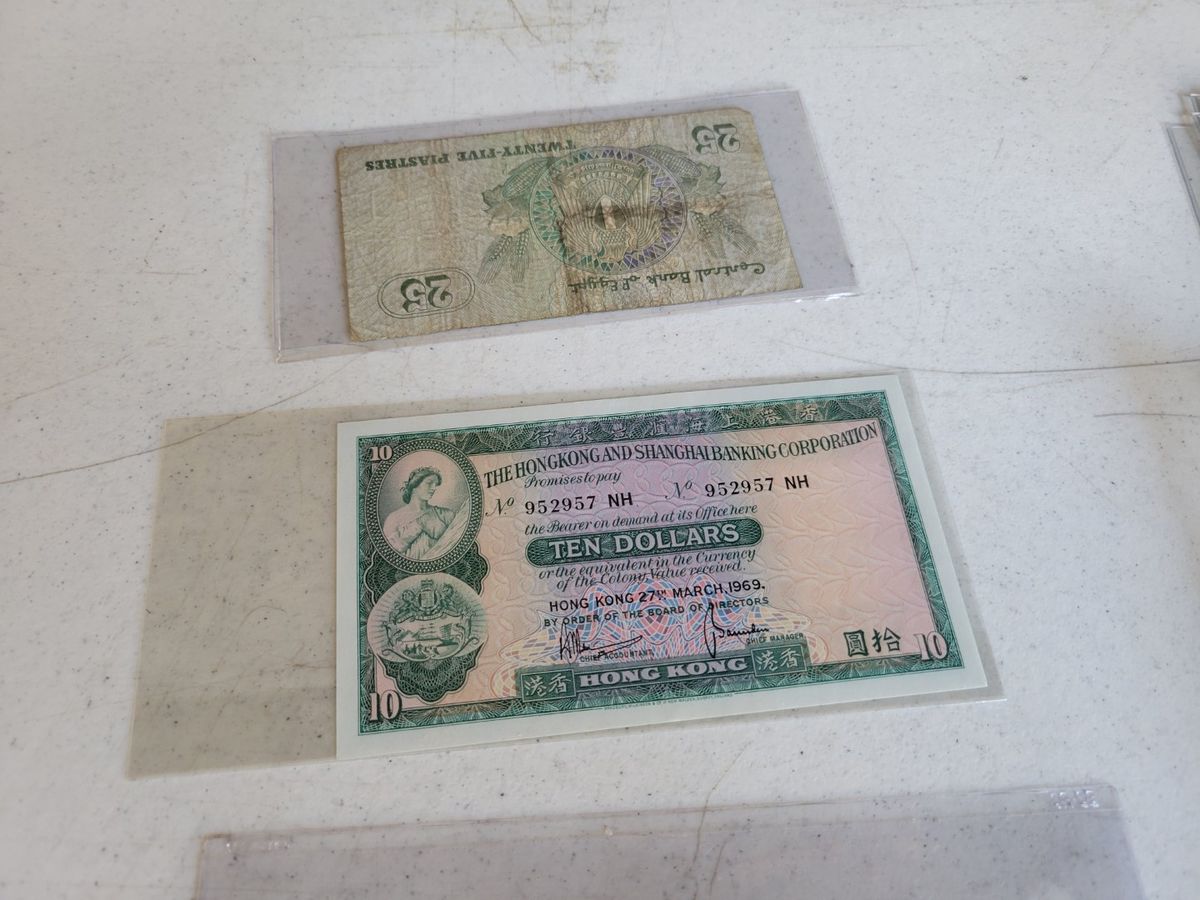 25
TWENTY-FIVE PIASTRES
Central Bank of Egypt
25
行銀豐滙海上港香
10
THE HONGKONG AND SHANGHAI BANKING CORPORATION
Promises to pay
Nº 952957 NH Nº 952957 NH
the Bearer on demand at its Office here
TEN DOLLARS
or the equivalent in the Currency
of the Colony, Value received.
HONG KONG 27TH MARCH, 1969.
BY ORDER OF THE BOARD OF DIRECTORS
CHIEF ACCOUNTANT
CHIEF MANAGER
圓拾
10
港香 HONG KONG 港香
10